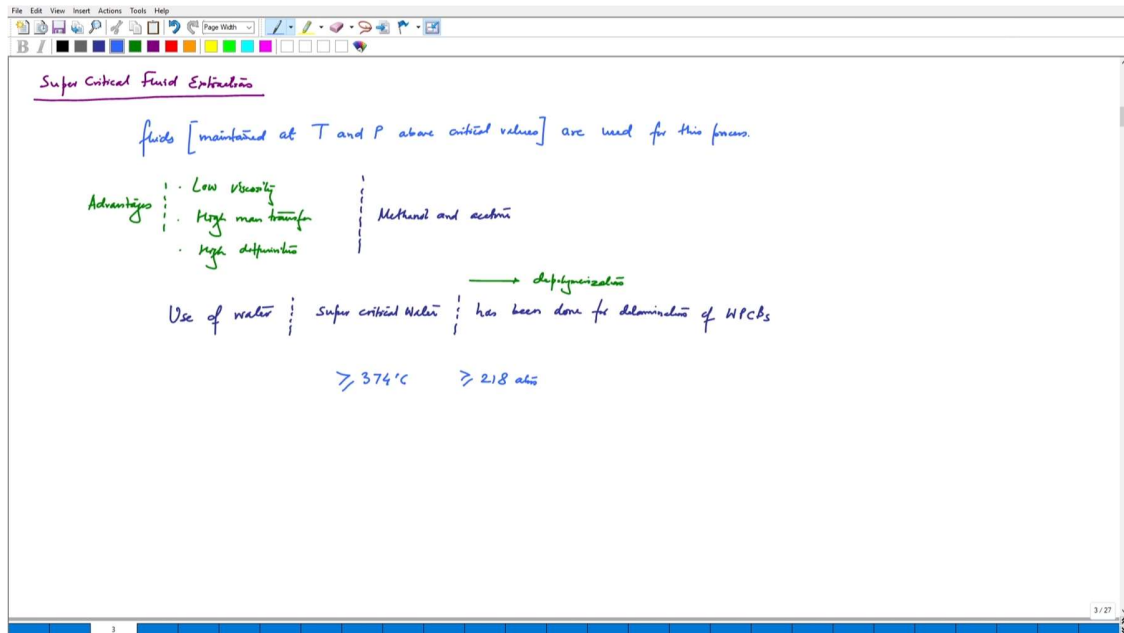 File Edit View Insert Actions Tools Help
Page Width
B I
Super Critical Fluid Extraction
fluids [maintained at T and P above critical values] are used for this process.
Advantages
· Low viscosity
· High mass transfer
· High diffusivities
Methanol and acetone
→ depolymerization
Use of water Super critical Water has been done for delamination of WPCBs
⩾ 374°C ⩾ 218 atm
3 / 27
3